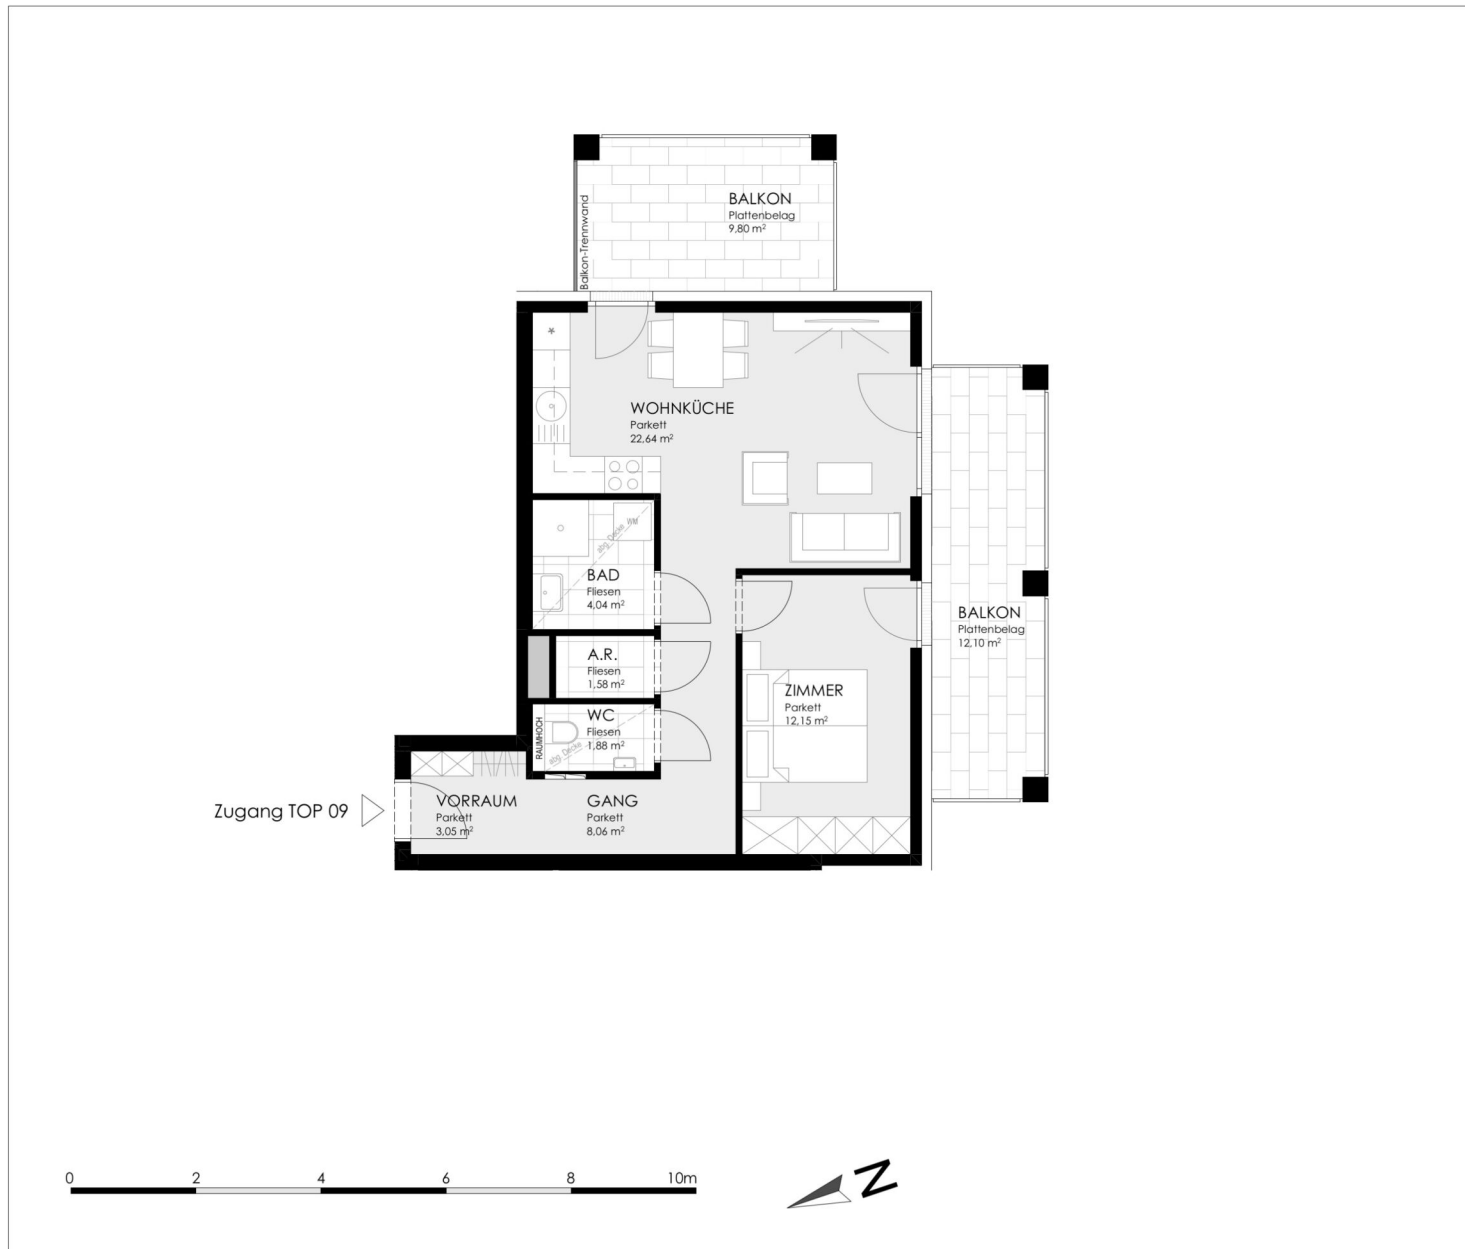 BALKON
Plattenbelag
9,80 m²
Balkon-Trennwand
*
WOHNKÜCHE
Parkett
22,64 m²
WM
abg. Decke
BAD
Fliesen
4,04 m²
BALKON
Plattenbelag
12,10 m²
A.R.
Fliesen
1,58 m²
ZIMMER
Parkett
12,15 m²
RAUMHOCH
WC
Fliesen
1,88 m²
abg. Decke
Zugang TOP 09
VORRAUM
Parkett
3,05 m²
GANG
Parkett
8,06 m²
0 2 4 6 8 10m
N